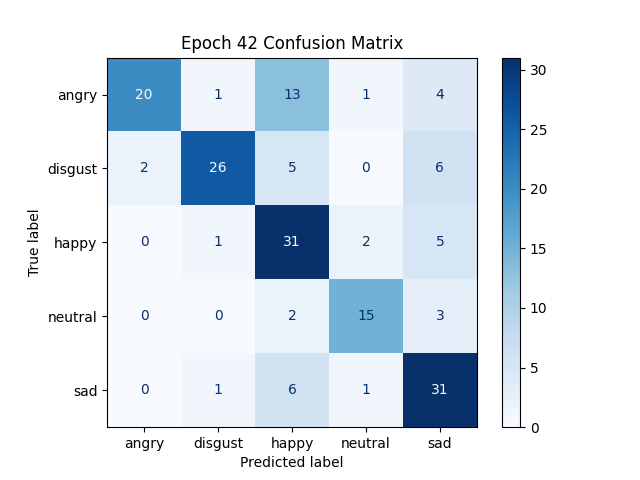 Epoch 42 Confusion Matrix
True label
angry 20 1 13 1 4
disgust 2 26 5 0 6
happy 0 1 31 2 5
neutral 0 0 2 15 3
sad 0 1 6 1 31
angry disgust happy neutral sad
Predicted label
30
25
20
15
10
5
0